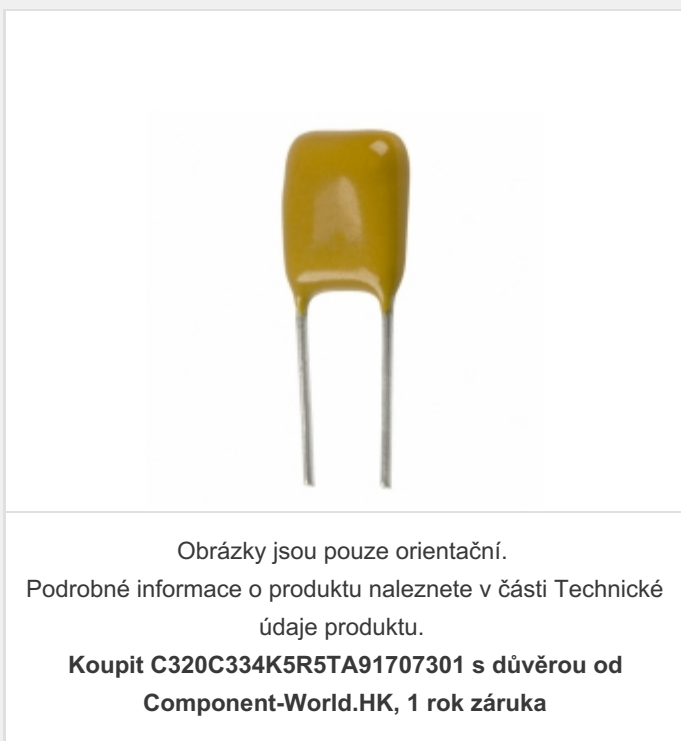 Obrázky jsou pouze orientační.
Podrobné informace o produktu naleznete v části Technické
údaje produktu.
Koupit C320C334K5R5TA91707301 s důvěrou od
Component-World.HK, 1 rok záruka